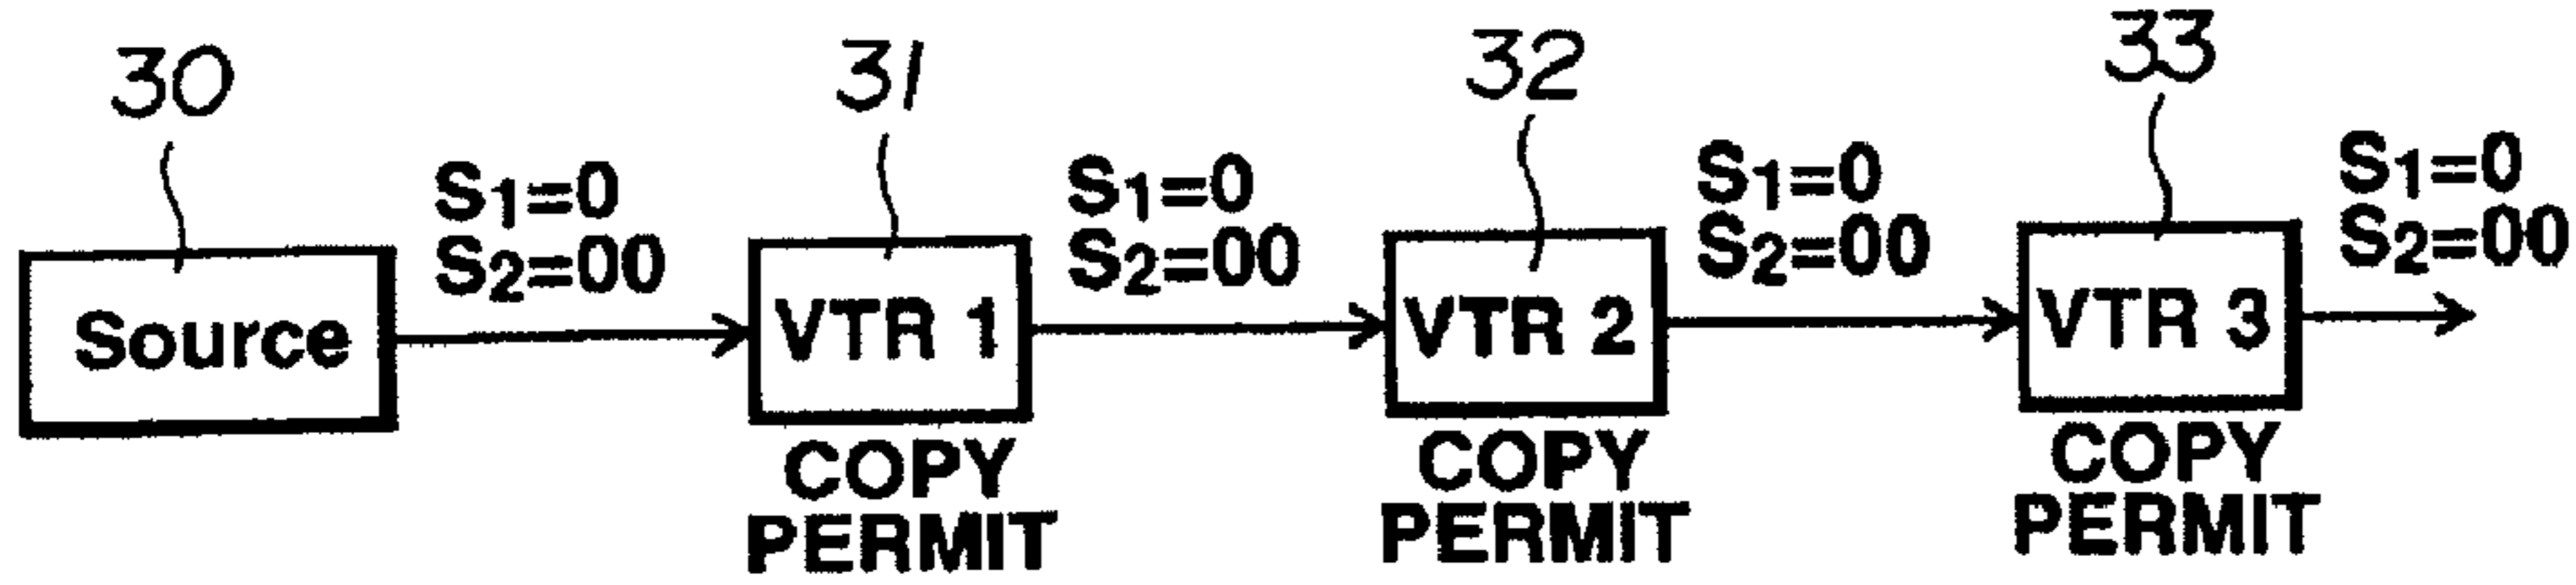 30
31
32
33
S1=0
S2=00
S1=0
S2=00
S1=0
S2=00
S1=0
S2=00
Source
VTR 1
VTR 2
VTR 3
COPY
PERMIT
COPY
PERMIT
COPY
PERMIT